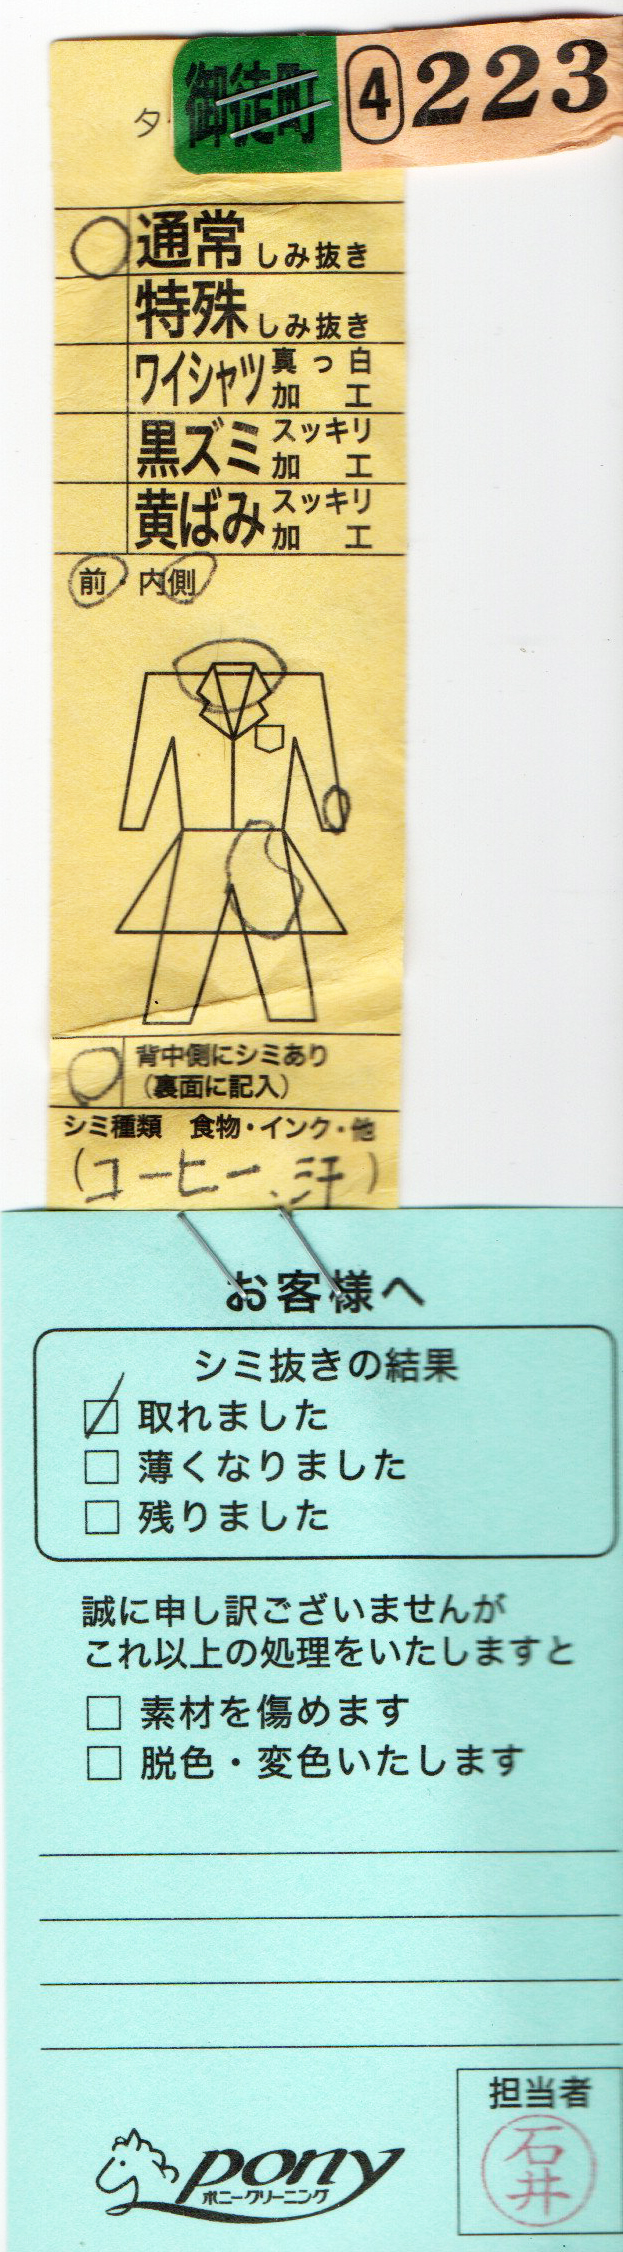 御徒町 ④ 223
タ
通常 しみ抜き
特殊 しみ抜き
ワイシャツ 真っ白加工
黒ズミ スッキリ加工
黄ばみ スッキリ加工
前・内側
背中側にシミあり
（裏面に記入）
シミ種類 食物・インク・他
（コーヒー、汗）
お客様へ
シミ抜きの結果
取れました
薄くなりました
残りました
誠に申し訳ございませんが
これ以上の処理をいたしますと
素材を傷めます
脱色・変色いたします
担当者
石井
pony
ポニークリーニング